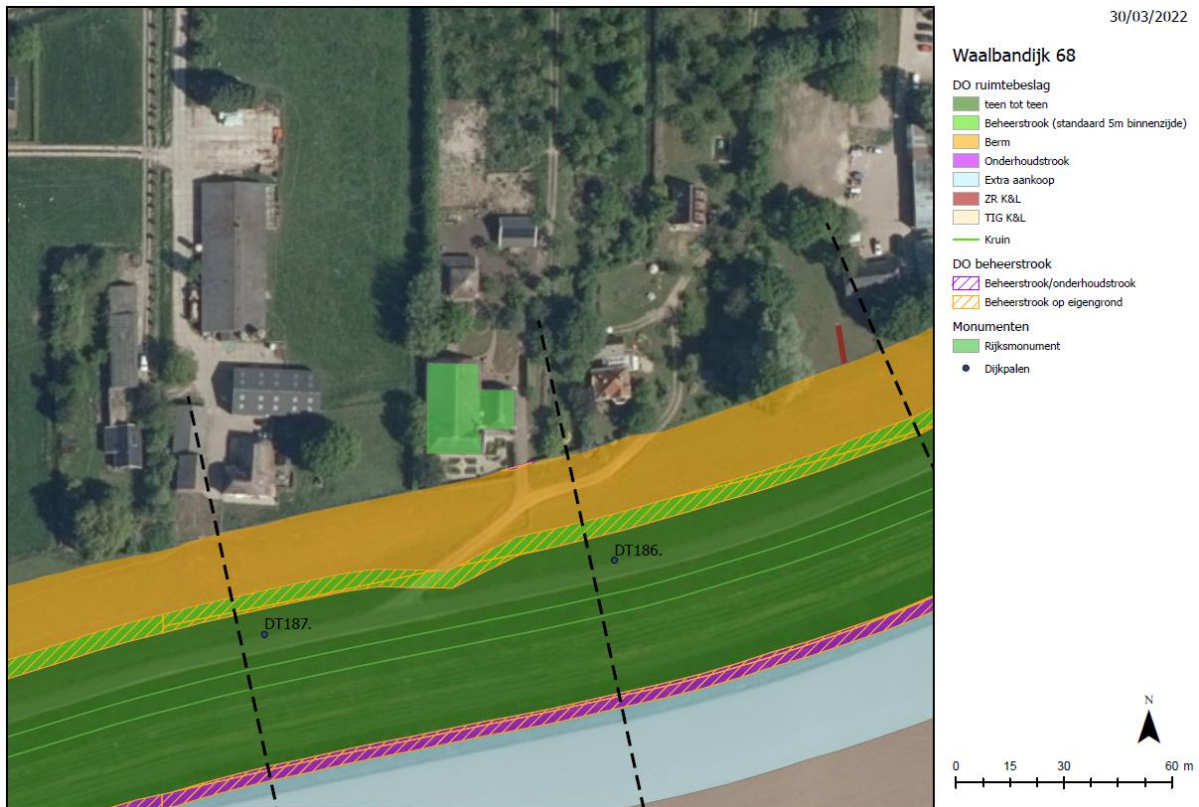 30/03/2022
Waalbandijk 68
DO ruimtebeslag
teen tot teen
Beheerstrook (standaard 5m binnenzijde)
Berm
Onderhoudstrook
Extra aankoop
ZR K&L
TIG K&L
Kruin
DO beheerstrook
Beheerstrook/onderhoudstrook
Beheerstrook op eigengrond
Monumenten
Rijksmonument
Dijkpalen
DT186.
DT187.
N
0 15 30 60 m